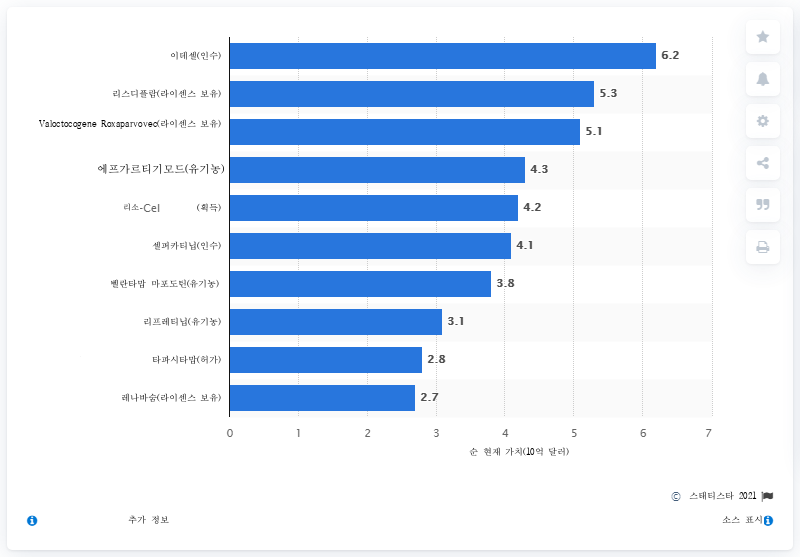 이데셀(인수) 6.2
리스디플람(라이센스 보유) 5.3
Valoctocogene Roxaparvovec(라이센스 보유) 5.1
에프가르티기모드(유기농) 4.3
리소-Cel (획득) 4.2
셀퍼카티닙(인수) 4.1
벨란타맙 마포도틴(유기농) 3.8
리프레티닙(유기농) 3.1
타파시타맙(허가) 2.8
레나바숨(라이센스 보유) 2.7
0 1 2 3 4 5 6 7
순 현재 가치(10억 달러)
© 스태티스타 2021
추가 정보 소스 표시